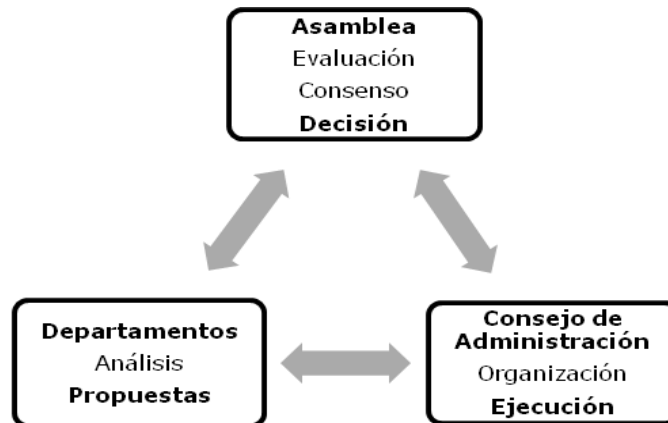 Asamblea
Evaluación
Consenso
Decisión
Departamentos
Análisis
Propuestas
Consejo de
Administración
Organización
Ejecución